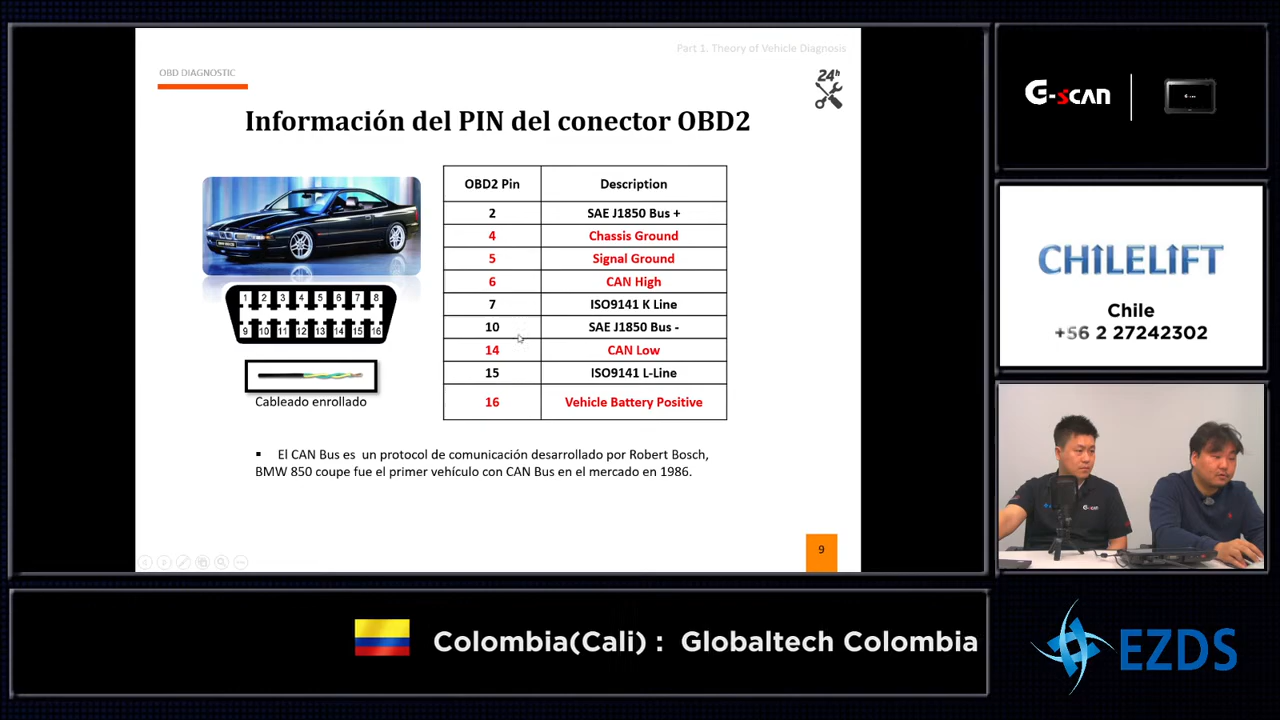 Part 1. Theory of Vehicle Diagnosis
OBD DIAGNOSTIC
24h
Información del PIN del conector OBD2
OBD2 Pin Description
2 SAE J1850 Bus +
4 Chassis Ground
5 Signal Ground
6 CAN High
7 ISO9141 K Line
10 SAE J1850 Bus -
14 CAN Low
15 ISO9141 L-Line
16 Vehicle Battery Positive
1 2 3 4 5 6 7 8
9 10 11 12 13 14 15 16
Cableado enrollado
▪ El CAN Bus es un protocol de comunicación desarrollado por Robert Bosch,
BMW 850 coupe fue el primer vehículo con CAN Bus en el mercado en 1986.
9
G-SCAN
CHILELIFT
Chile
+56 2 27242302
G-SCAN
Colombia(Cali) : Globaltech Colombia
EZDS